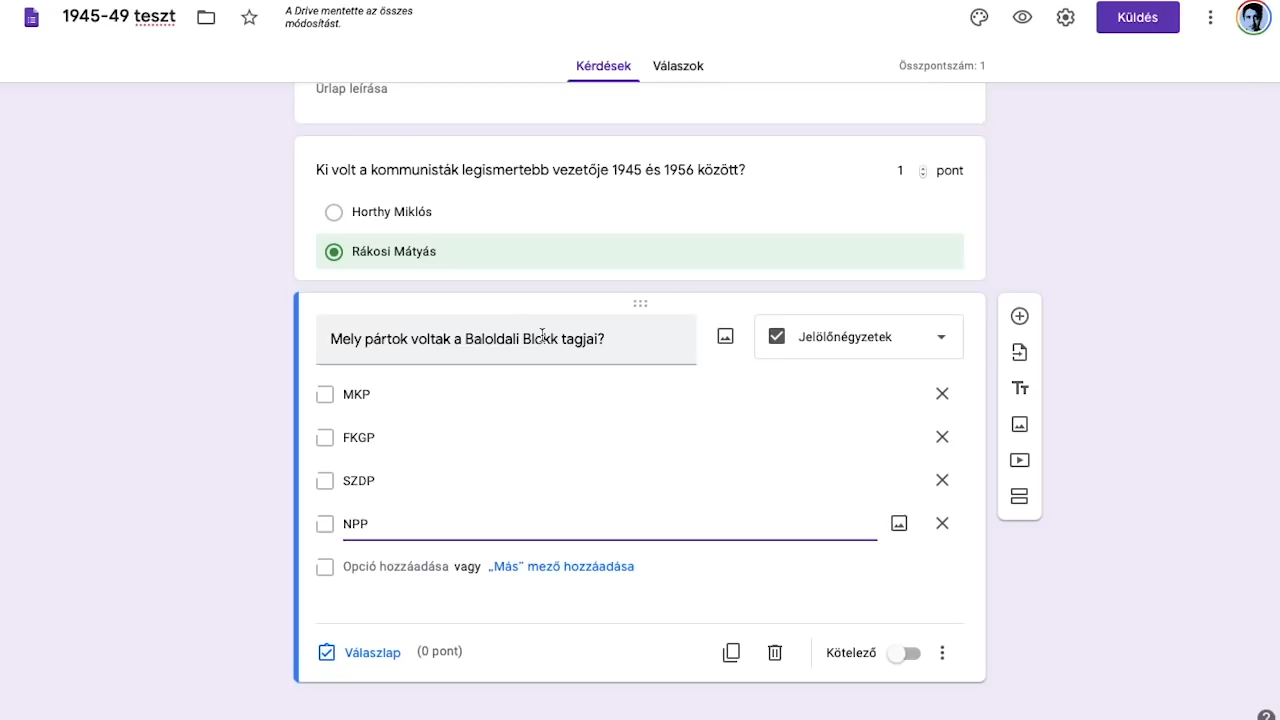 1945-49 teszt
A Drive mentette az összes
módosítást.
Küldés
Kérdések
Válaszok
Összpontszám: 1
Űrlap leírása
Ki volt a kommunisták legismertebb vezetője 1945 és 1956 között?
1 pont
Horthy Miklós
Rákosi Mátyás
Mely pártok voltak a Baloldali Blokk tagjai?
Jelölőnégyzetek
MKP
FKGP
SZDP
NPP
Opció hozzáadása vagy „Más” mező hozzáadása
Válaszlap (0 pont)
Kötelező